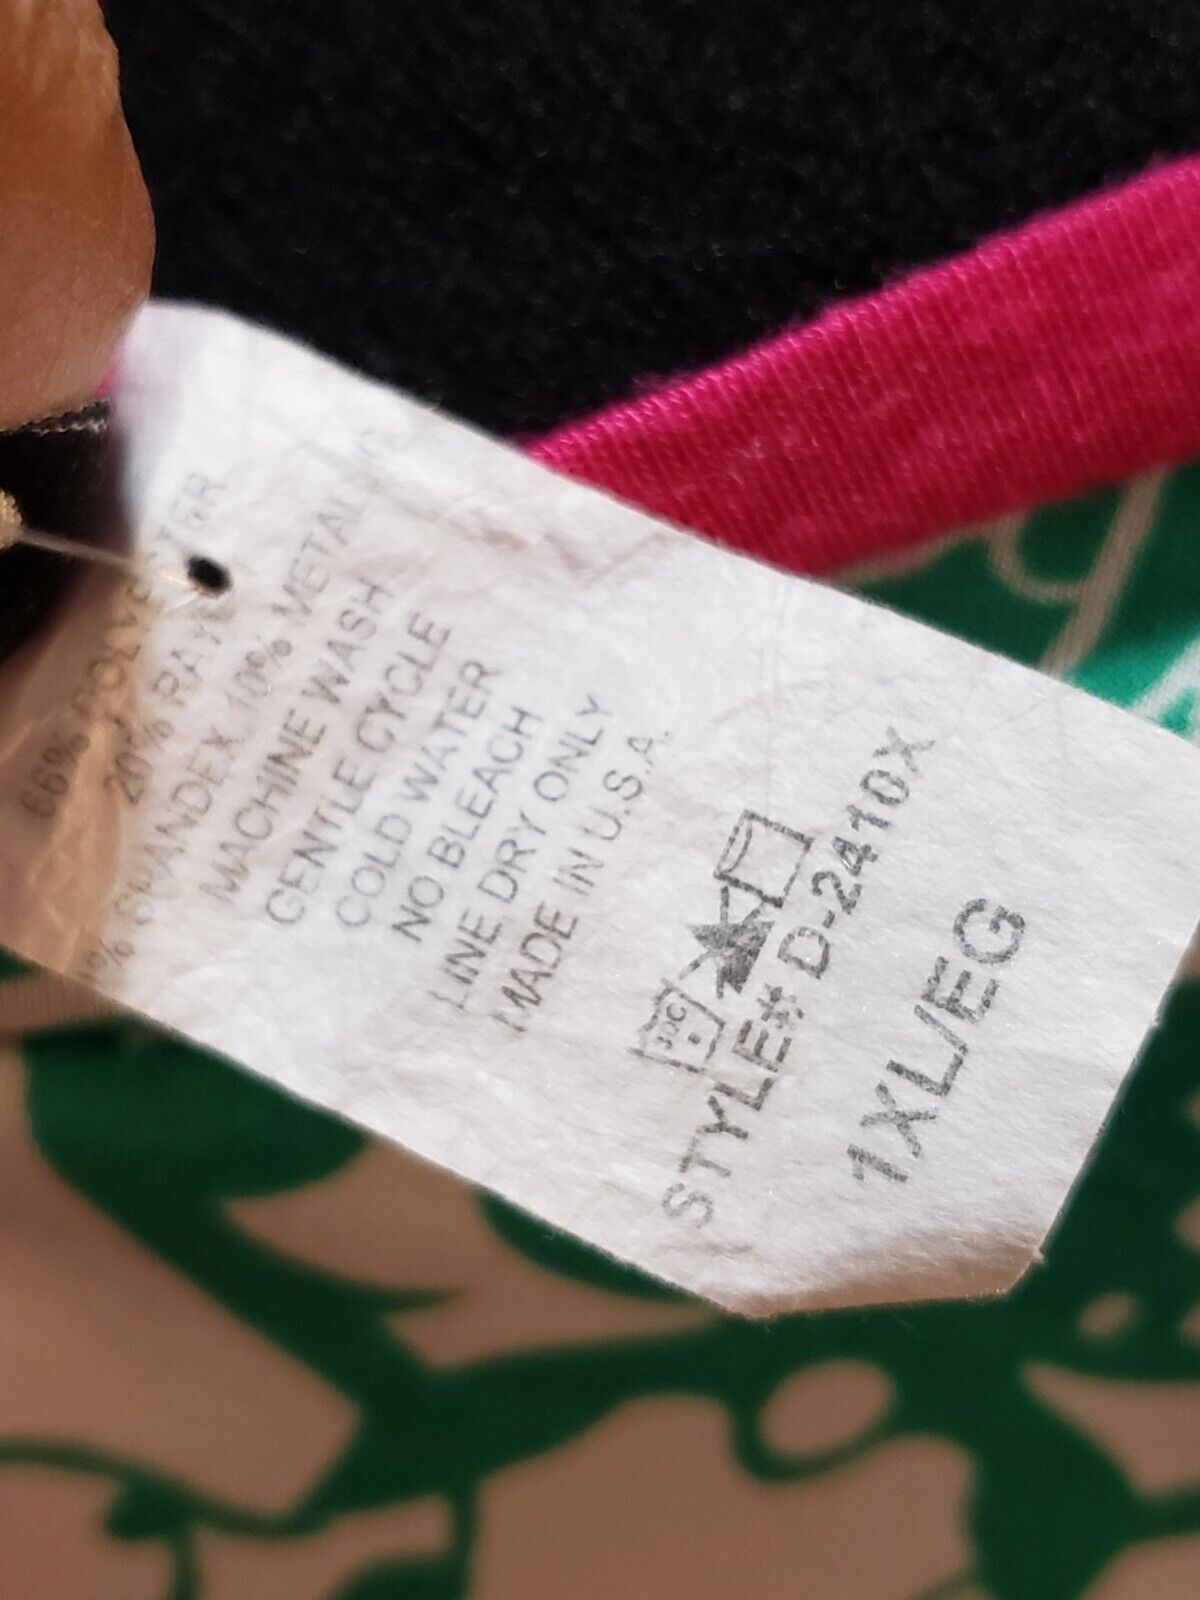 66% POLYESTER
20% RAYON
% SPANDEX 10% METALLIC
MACHINE WASH
GENTLE CYCLE
COLD WATER
NO BLEACH
LINE DRY ONLY
MADE IN U.S.A.
STYLE# D-2410X
1XL/EG